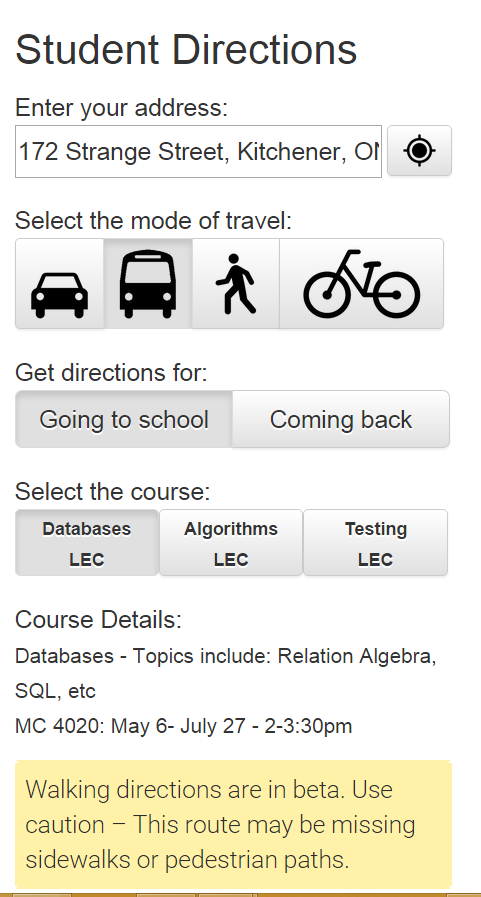 Student Directions
Enter your address:
172 Strange Street, Kitchener, ON
Select the mode of travel:
Get directions for:
Going to school
Coming back
Select the course:
Databases
LEC
Algorithms
LEC
Testing
LEC
Course Details:
Databases - Topics include: Relation Algebra,
SQL, etc
MC 4020: May 6- July 27 - 2-3:30pm
Walking directions are in beta. Use
caution – This route may be missing
sidewalks or pedestrian paths.